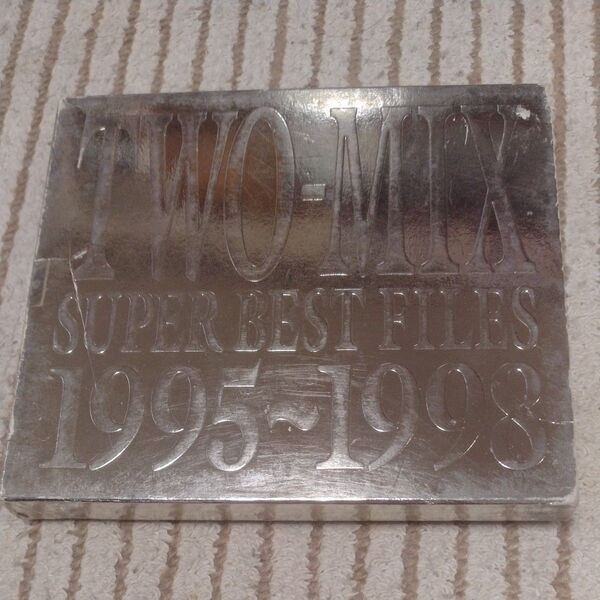 TWO-MIX
SUPER BEST FILES
1995~1998